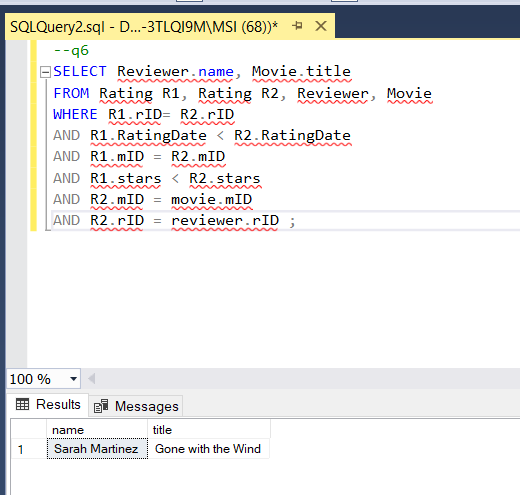 SQLQuery2.sql - D...-3TLQI9M\MSI (68))*
--q6
SELECT Reviewer.name, Movie.title
FROM Rating R1, Rating R2, Reviewer, Movie
WHERE R1.rID= R2.rID
AND R1.RatingDate < R2.RatingDate
AND R1.mID = R2.mID
AND R1.stars < R2.stars
AND R2.mID = movie.mID
AND R2.rID = reviewer.rID ;
100 %
Results Messages
name title
1 Sarah Martinez Gone with the Wind